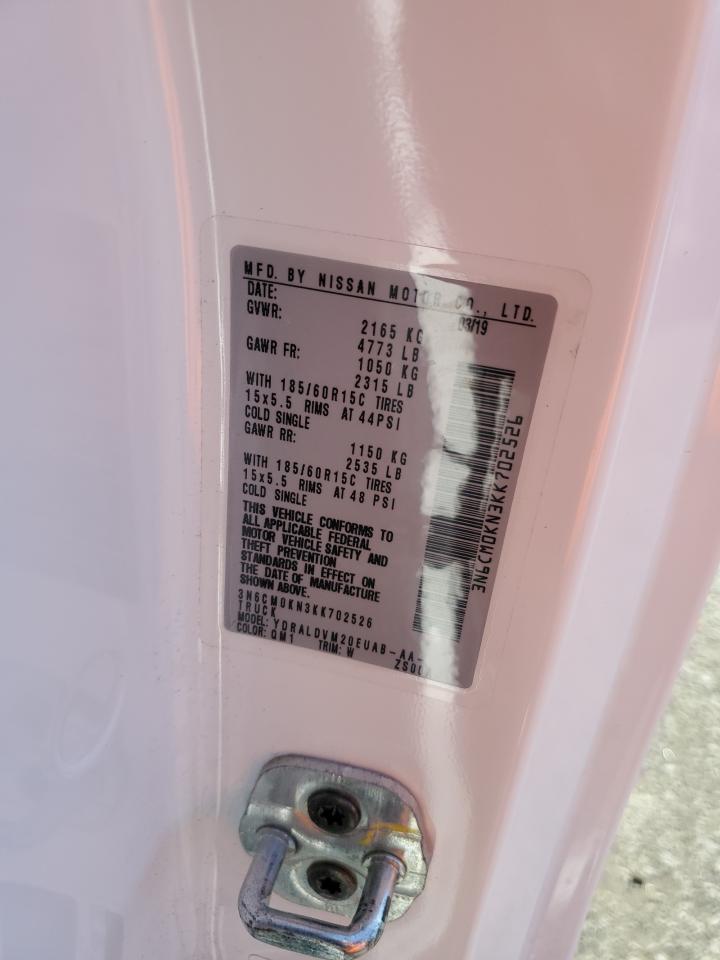 MFD. BY NISSAN MOTOR CO., LTD.
DATE: 03/19
GVWR: 2165 KG
4773 LB
GAWR FR: 1050 KG
2315 LB
WITH 185/60R15C TIRES
15x5.5 RIMS AT 44PSI
COLD SINGLE
GAWR RR: 1150 KG
2535 LB
WITH 185/60R15C TIRES
15x5.5 RIMS AT 48 PSI
COLD SINGLE
THIS VEHICLE CONFORMS TO
ALL APPLICABLE FEDERAL
MOTOR VEHICLE SAFETY AND
THEFT PREVENTION
STANDARDS IN EFFECT ON
THE DATE OF MANUFACTURE
SHOWN ABOVE.
3N6CM0KN3KK702526
TRUCK
MODEL: YDRALDVM20EUAB-AA-
COLOR: QM1 TRIM: W
3N6CM0KN3KK702526